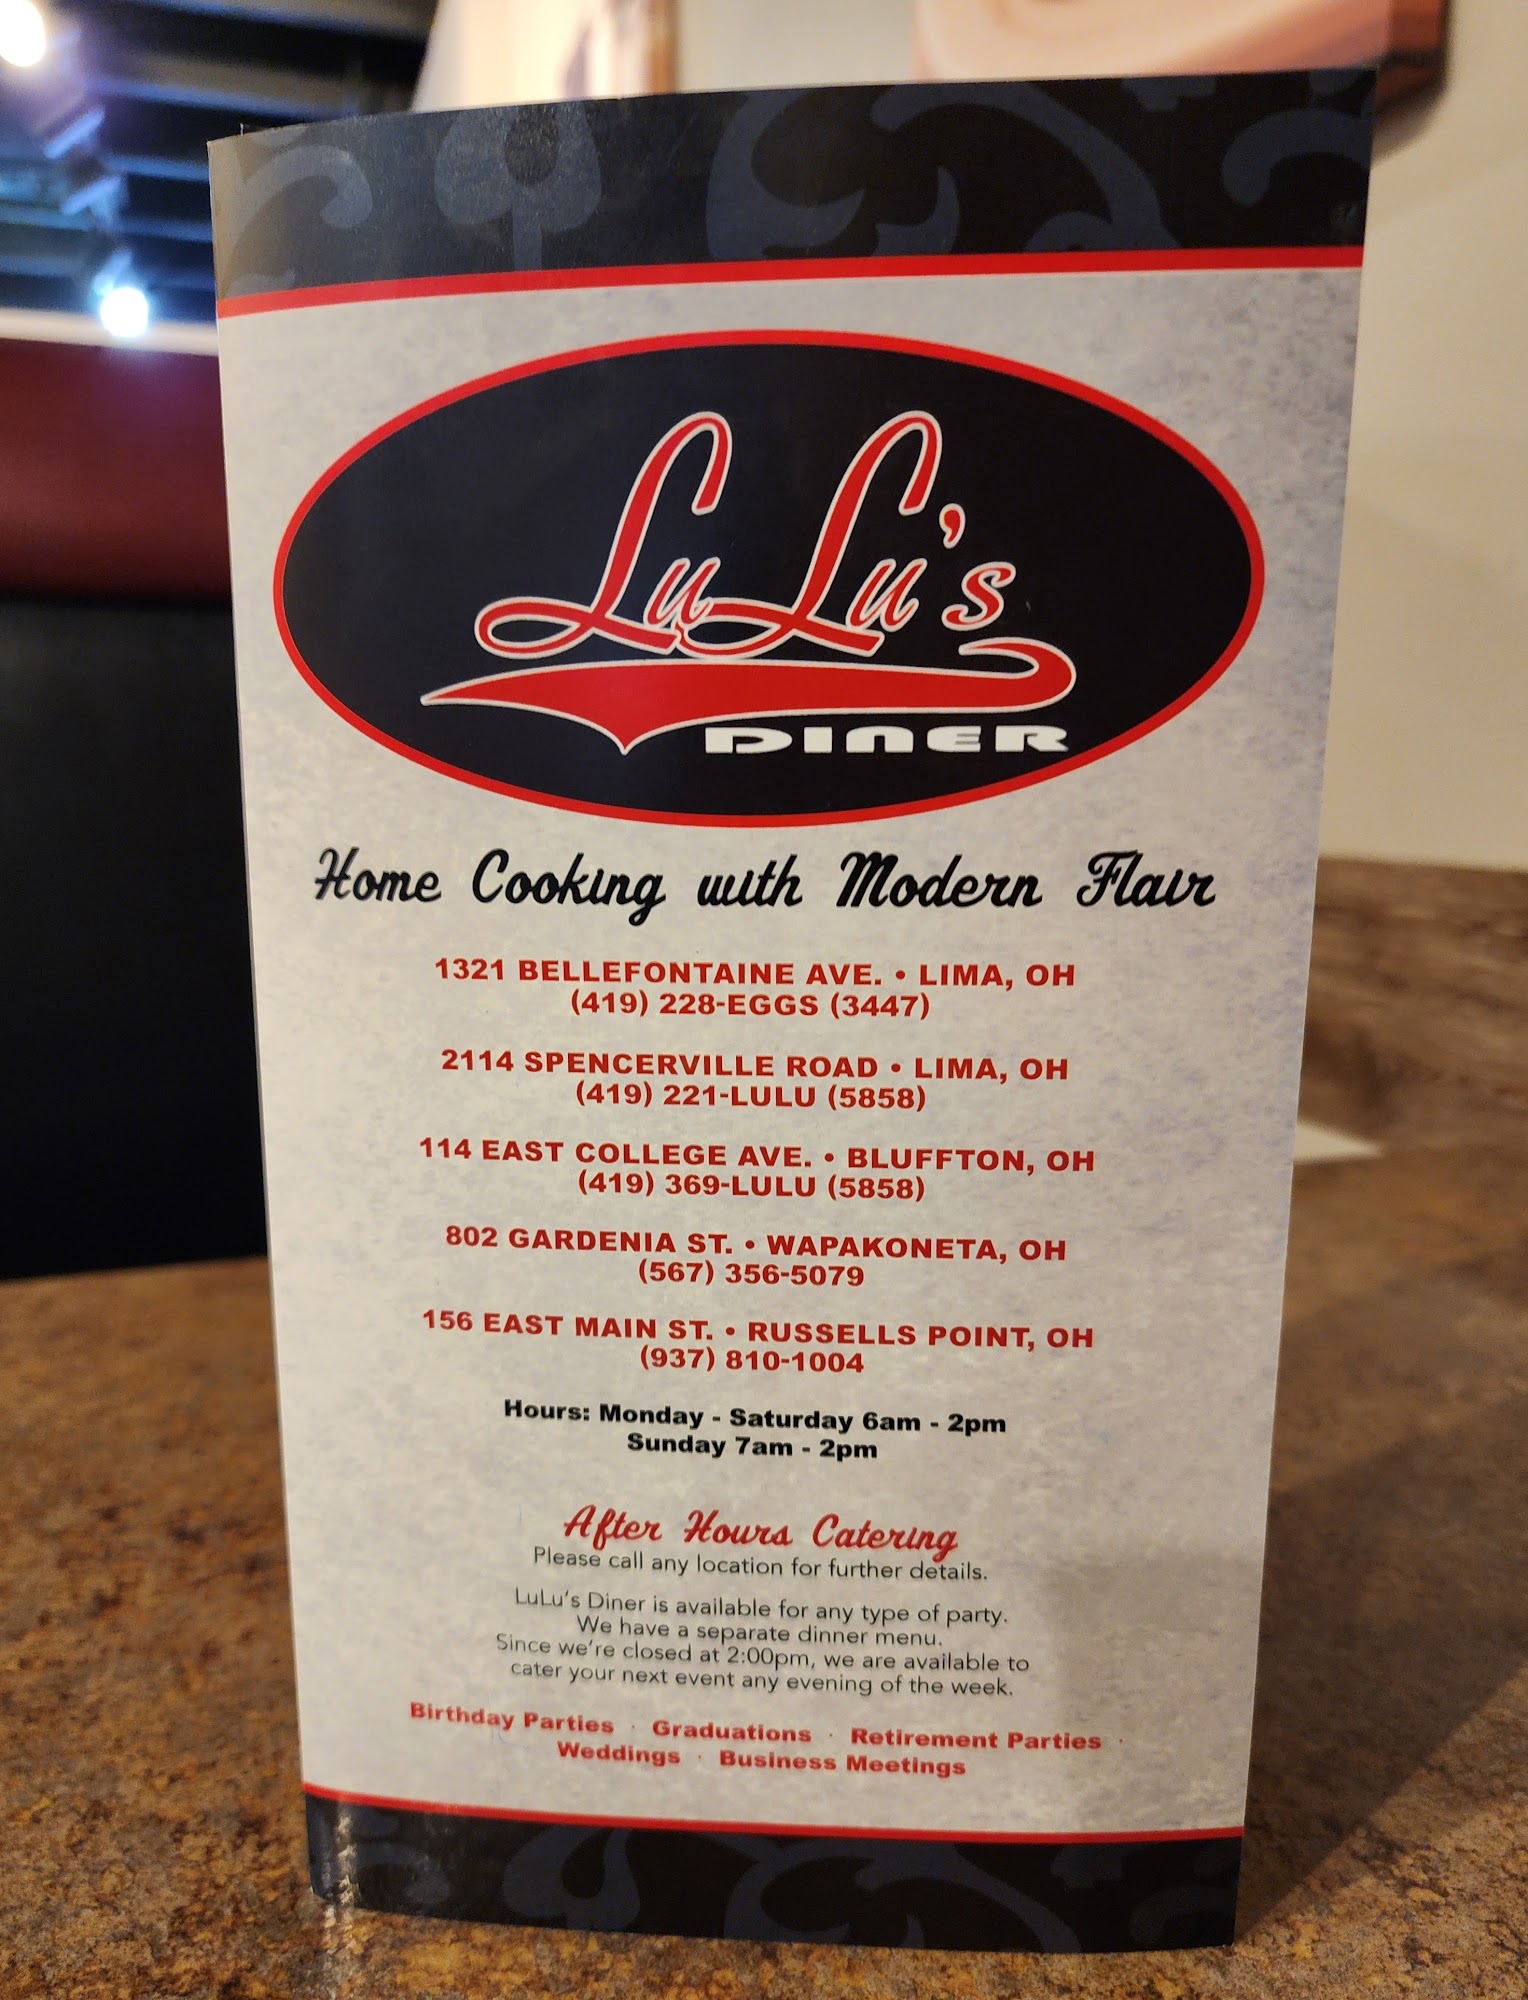 LuLu's
DINER
Home Cooking with Modern Flair
1321 BELLEFONTAINE AVE. • LIMA, OH
(419) 228-EGGS (3447)
2114 SPENCERVILLE ROAD • LIMA, OH
(419) 221-LULU (5858)
114 EAST COLLEGE AVE. • BLUFFTON, OH
(419) 369-LULU (5858)
802 GARDENIA ST. • WAPAKONETA, OH
(567) 356-5079
156 EAST MAIN ST. • RUSSELLS POINT, OH
(937) 810-1004
Hours: Monday - Saturday 6am - 2pm
Sunday 7am - 2pm
After Hours Catering
Please call any location for further details.
LuLu's Diner is available for any type of party.
We have a separate dinner menu.
Since we're closed at 2:00pm, we are available to
cater your next event any evening of the week.
Birthday Parties · Graduations · Retirement Parties ·
Weddings · Business Meetings